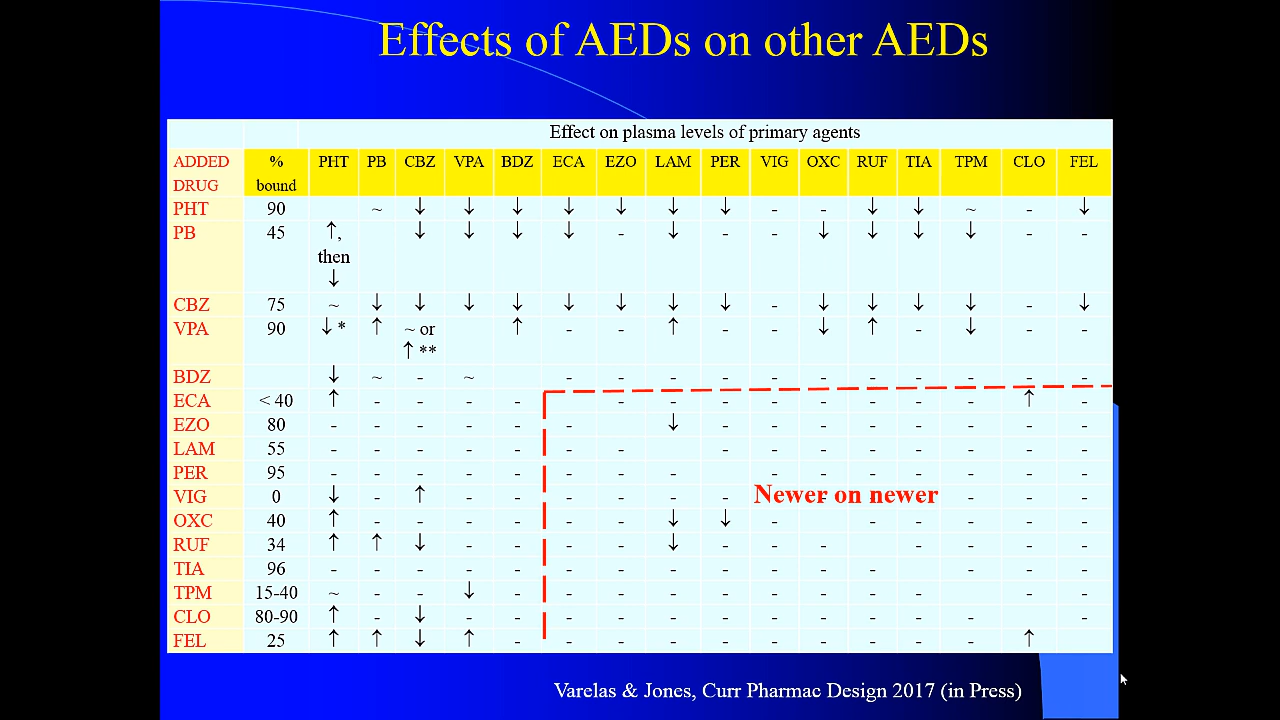 Effects of AEDs on other AEDs
Effect on plasma levels of primary agents
ADDED DRUG % bound PHT PB CBZ VPA BDZ ECA EZO LAM PER VIG OXC RUF TIA TPM CLO FEL
PHT 90 ~ ↓ ↓ ↓ ↓ ↓ ↓ ↓ - - ↓ ↓ ~ - ↓
PB 45 ↑, then ↓ ↓ ↓ ↓ ↓ - ↓ - - ↓ ↓ ↓ ↓ - -
CBZ 75 ~ ↓ ↓ ↓ ↓ ↓ ↓ ↓ ↓ - ↓ ↓ ↓ ↓ - ↓
VPA 90 ↓ * ↑ ~ or ↑ ** ↑ - - ↑ - - ↓ ↑ - ↓ - -
BDZ ↓ ~ - ~ - - - - - - - - - - -
ECA < 40 ↑ - - - - - - - - - - - - ↑ -
EZO 80 - - - - - - ↓ - - - - - - - -
LAM 55 - - - - - - - - - - - - - - -
PER 95 - - - - - - - - - - - - - - -
VIG 0 ↓ - ↑ - - - - - - - - - - - -
OXC 40 ↑ - - - - - - ↓ ↓ - - - - - -
RUF 34 ↑ ↑ ↓ - - - - ↓ - - - - - - -
TIA 96 - - - - - - - - - - - - - - -
TPM 15-40 ~ - - ↓ - - - - - - - - - - -
CLO 80-90 ↑ - ↓ - - - - - - - - - - - -
FEL 25 ↑ ↑ ↓ ↑ - - - - - - - - - - ↑
Newer on newer
Varelas & Jones, Curr Pharmac Design 2017 (in Press)